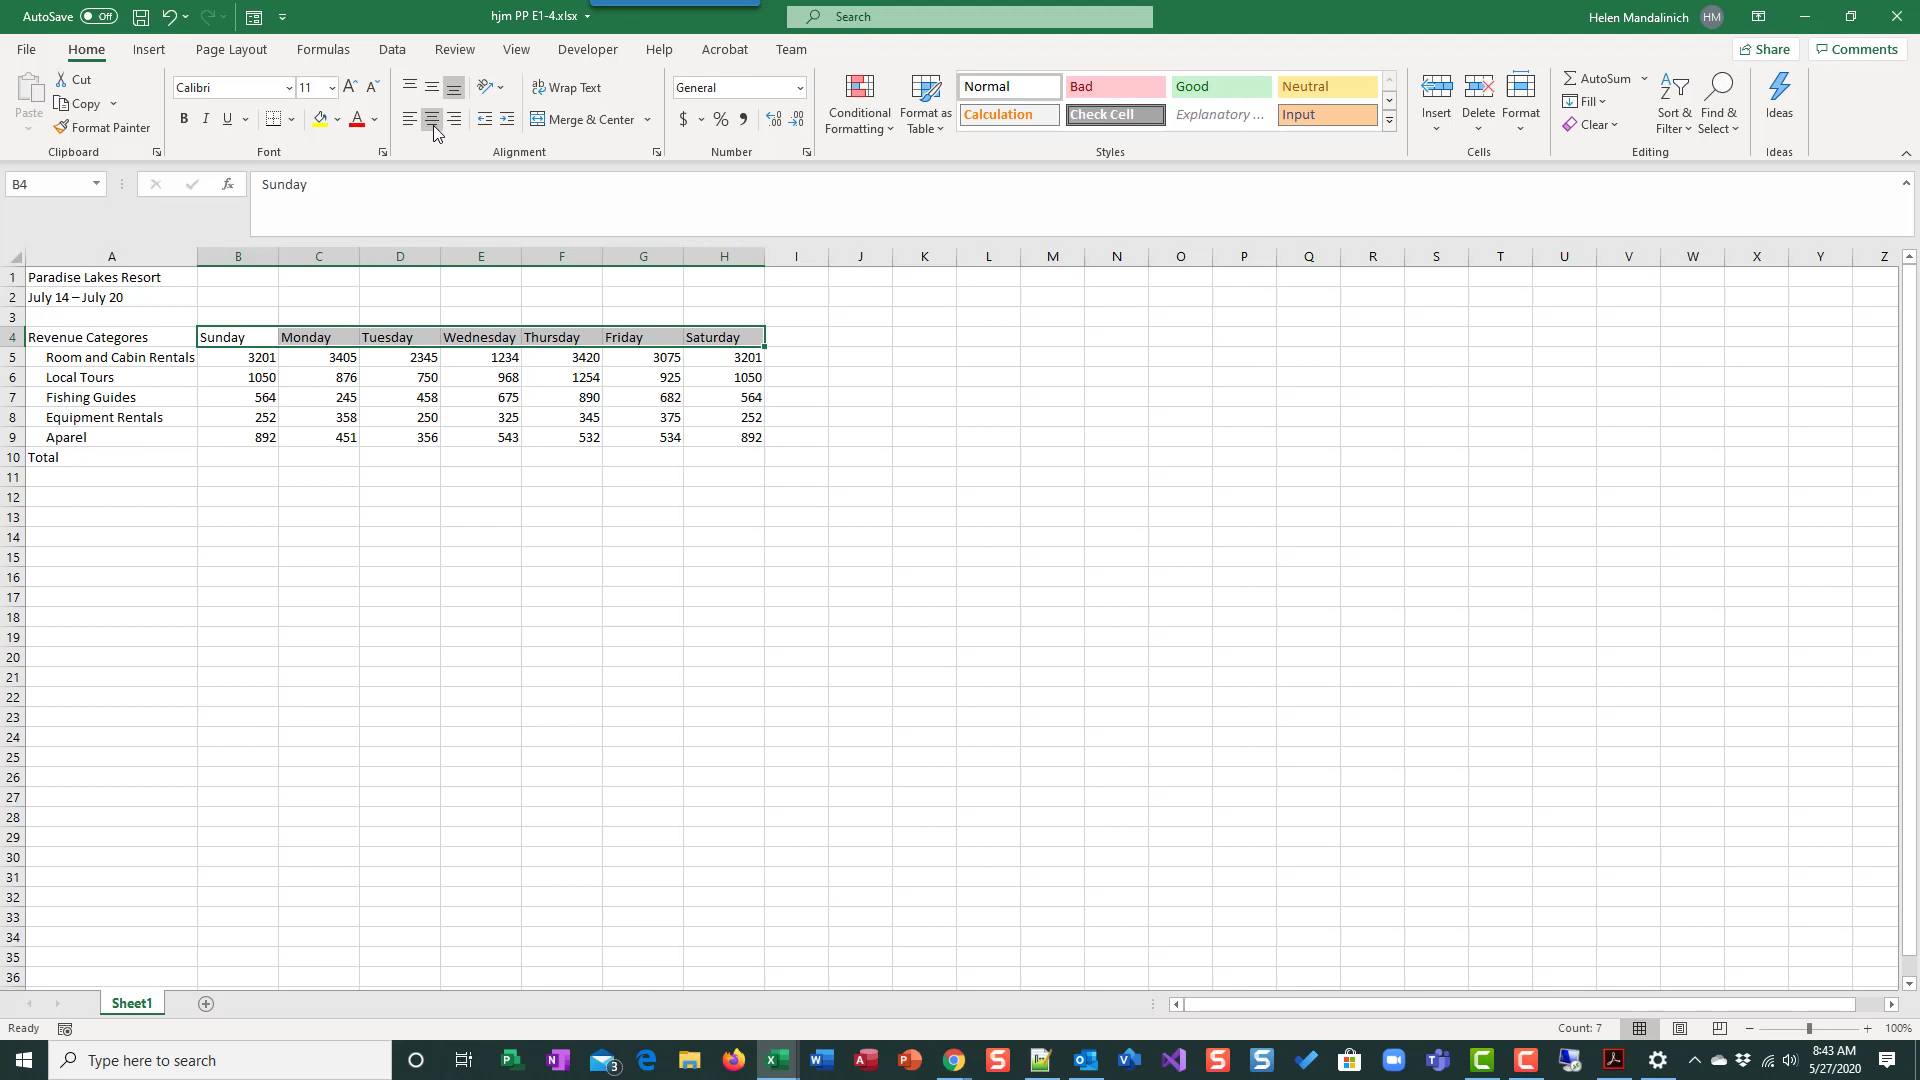 AutoSave Off hjm PP E1-4.xlsx Search Helen Mandalinich HM
File Home Insert Page Layout Formulas Data Review View Developer Help Acrobat Team Share Comments
Paste Cut Copy Format Painter Clipboard
Calibri 11 B I U A Font
ab Wrap Text Merge & Center Alignment
General $ % Number
Conditional Formatting Format as Table
Normal Bad Good Neutral
Calculation Check Cell Explanatory ... Input
Styles
Insert Delete Format Cells
AutoSum Fill Clear Sort & Filter Find & Select Editing
Ideas Ideas
B4 fx Sunday
A B C D E F G H I J K L M N O P Q R S T U V W X Y Z
1 Paradise Lakes Resort
2 July 14 – July 20
3
4 Revenue Categores Sunday Monday Tuesday Wednesday Thursday Friday Saturday
5 Room and Cabin Rentals 3201 3405 2345 1234 3420 3075 3201
6 Local Tours 1050 876 750 968 1254 925 1050
7 Fishing Guides 564 245 458 675 890 682 564
8 Equipment Rentals 252 358 250 325 345 375 252
9 Aparel 892 451 356 543 532 534 892
10 Total
11
12
13
14
15
16
17
18
19
20
21
22
23
24
25
26
27
28
29
30
31
32
33
34
35
36
Sheet1
Ready Count: 7 100%
Type here to search 3 8:43 AM
5/27/2020